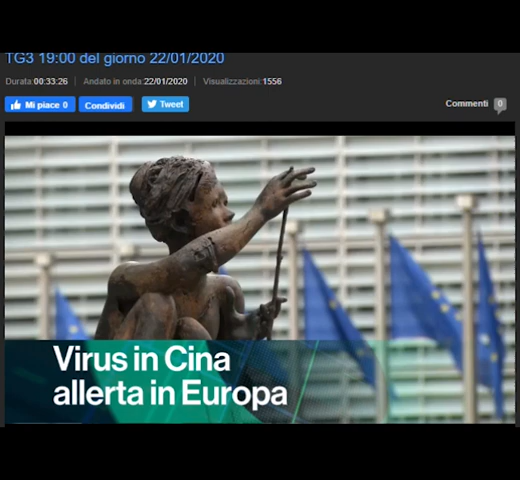 TG3 19:00 del giorno 22/01/2020
Durata:00:33:26 Andato in onda:22/01/2020 Visualizzazioni:1556
Mi piace 0 Condividi Tweet Commenti 0
Virus in Cina
allerta in Europa